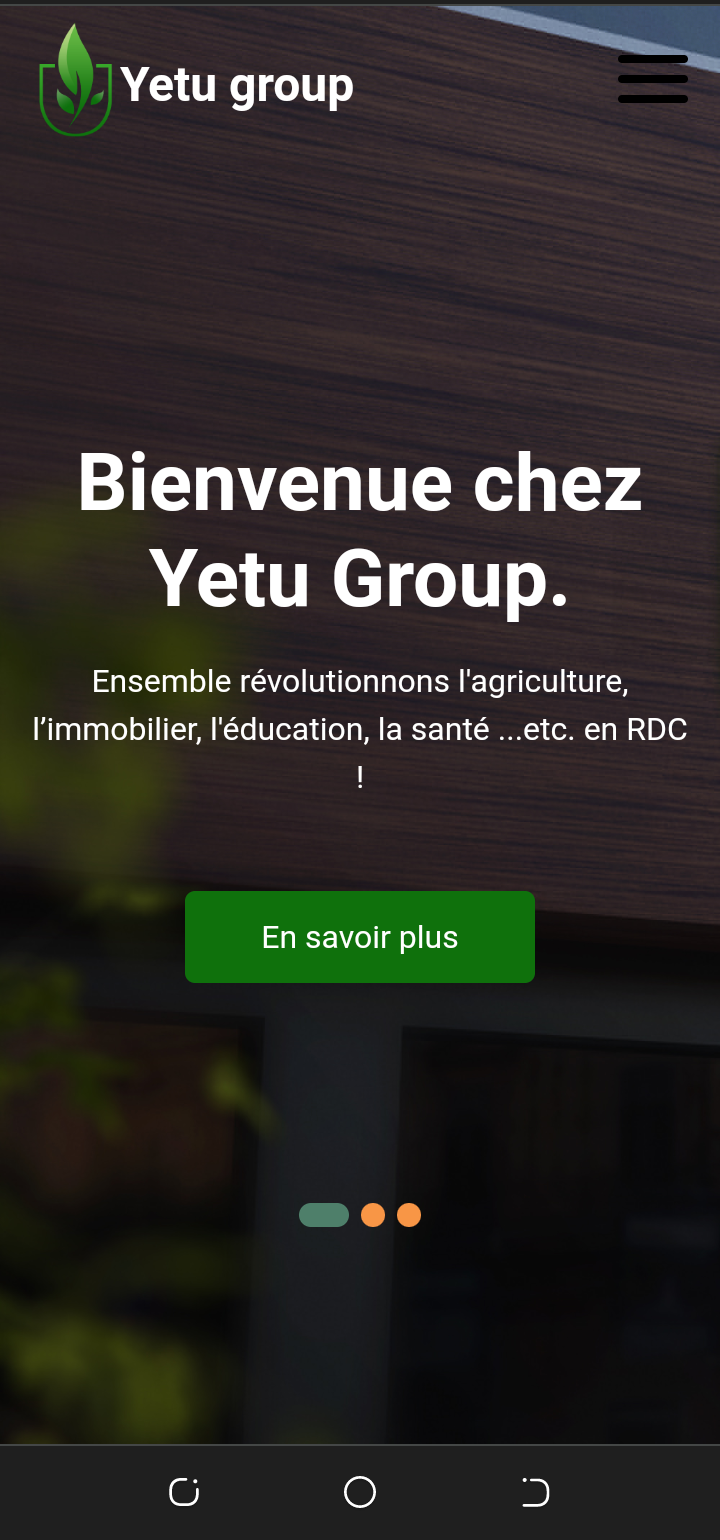 Yetu group
Bienvenue chez
Yetu Group.
Ensemble révolutionnons l'agriculture,
l’immobilier, l'éducation, la santé ...etc. en RDC
!
En savoir plus